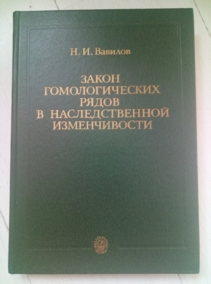 Н. И. Вавилов
ЗАКОН
ГОМОЛОГИЧЕСКИХ
РЯДОВ
В НАСЛЕДСТВЕННОЙ
ИЗМЕНЧИВОСТИ